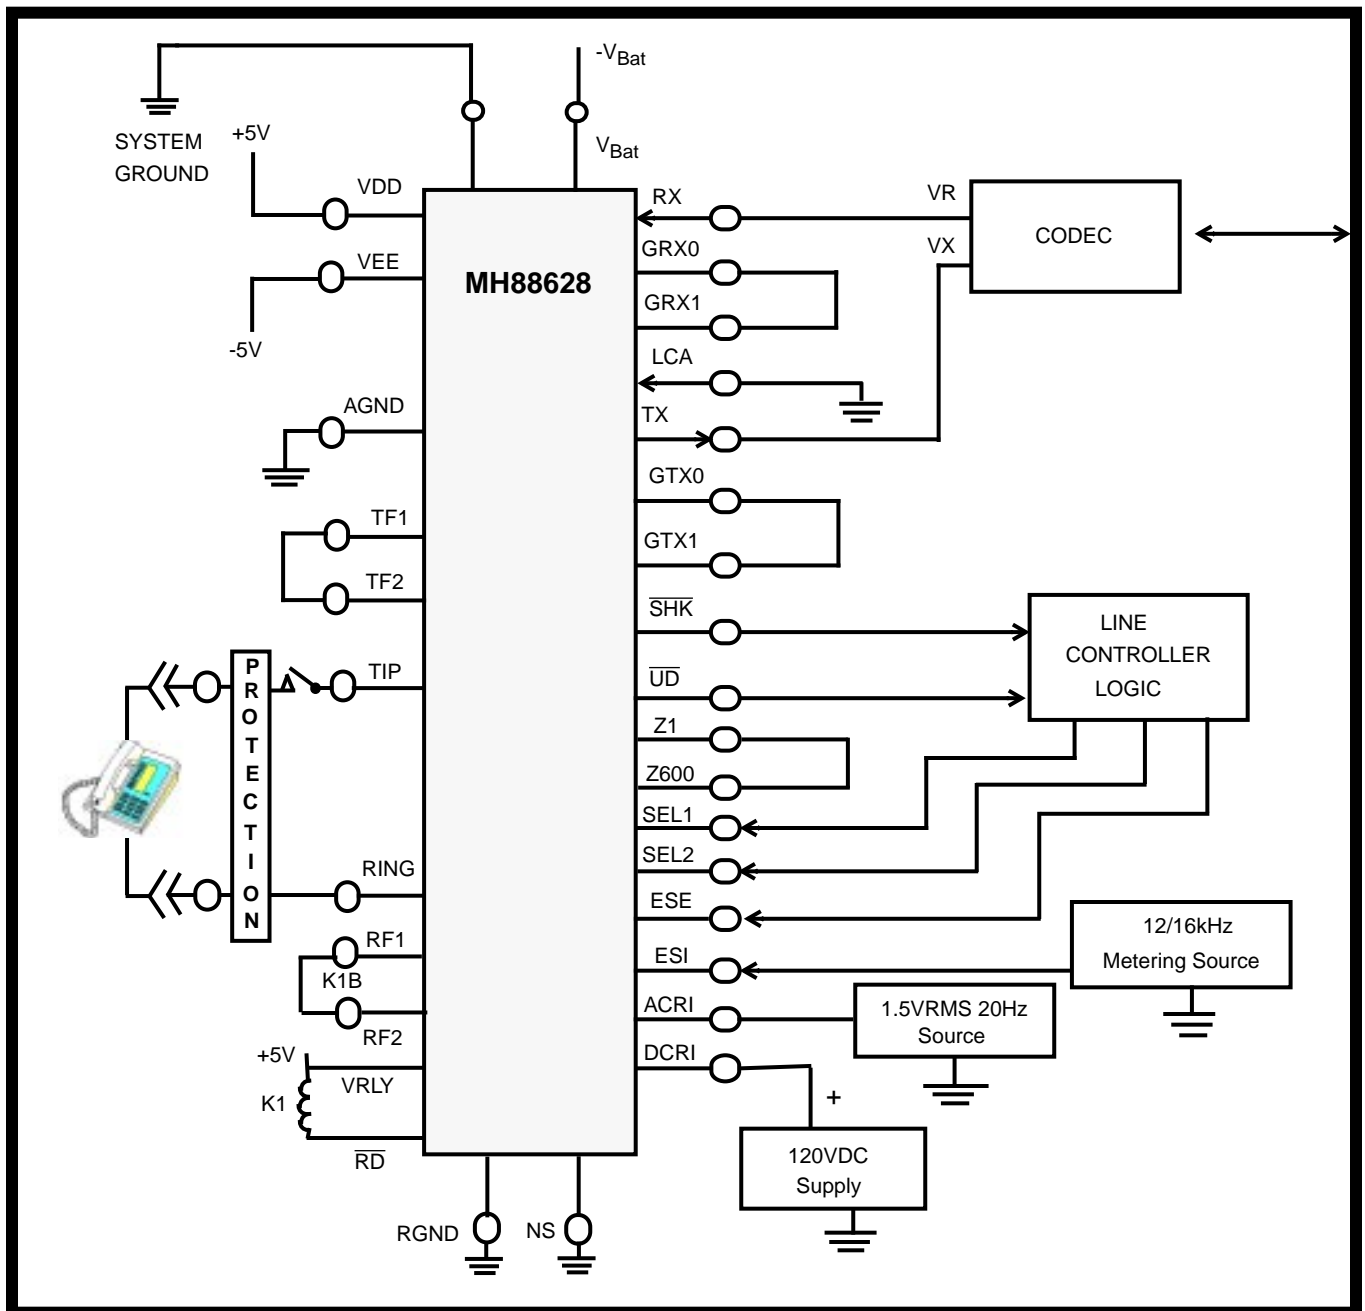 -VBat
SYSTEM
GROUND
+5V
VBat
VDD
VEE
-5V
MH88628
RX
VR
CODEC
GRX0
VX
GRX1
LCA
AGND
TX
GTX0
TF1
GTX1
TF2
SHK
LINE
CONTROLLER
LOGIC
PROTECTION
TIP
UD
Z1
Z600
SEL1
SEL2
RING
ESE
12/16kHz
Metering Source
RF1
ESI
K1B
ACRI
1.5VRMS 20Hz
Source
RF2
DCRI
+5V
VRLY
K1
+
RD
120VDC
Supply
RGND
NS